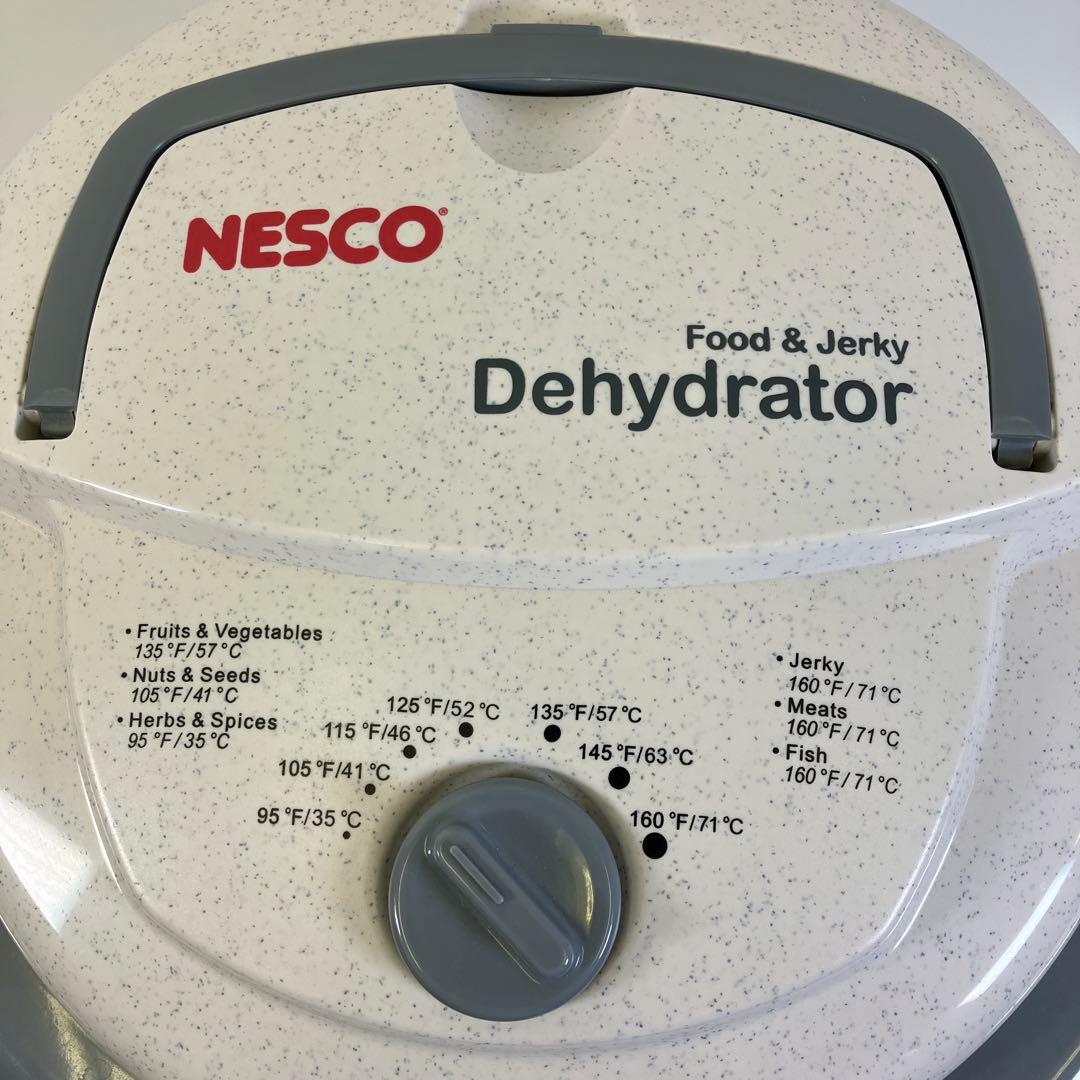 NESCO®
Food & Jerky
Dehydrator
• Fruits & Vegetables
135 °F/57 °C
• Nuts & Seeds
105 °F/41 °C
• Herbs & Spices
95 °F/35 °C
95 °F/35 °C
105 °F/41 °C
115 °F/46 °C
125 °F/52 °C
135 °F/57 °C
145 °F/63 °C
160 °F/71 °C
• Jerky
160 °F/71 °C
• Meats
160 °F/71 °C
• Fish
160 °F/71 °C